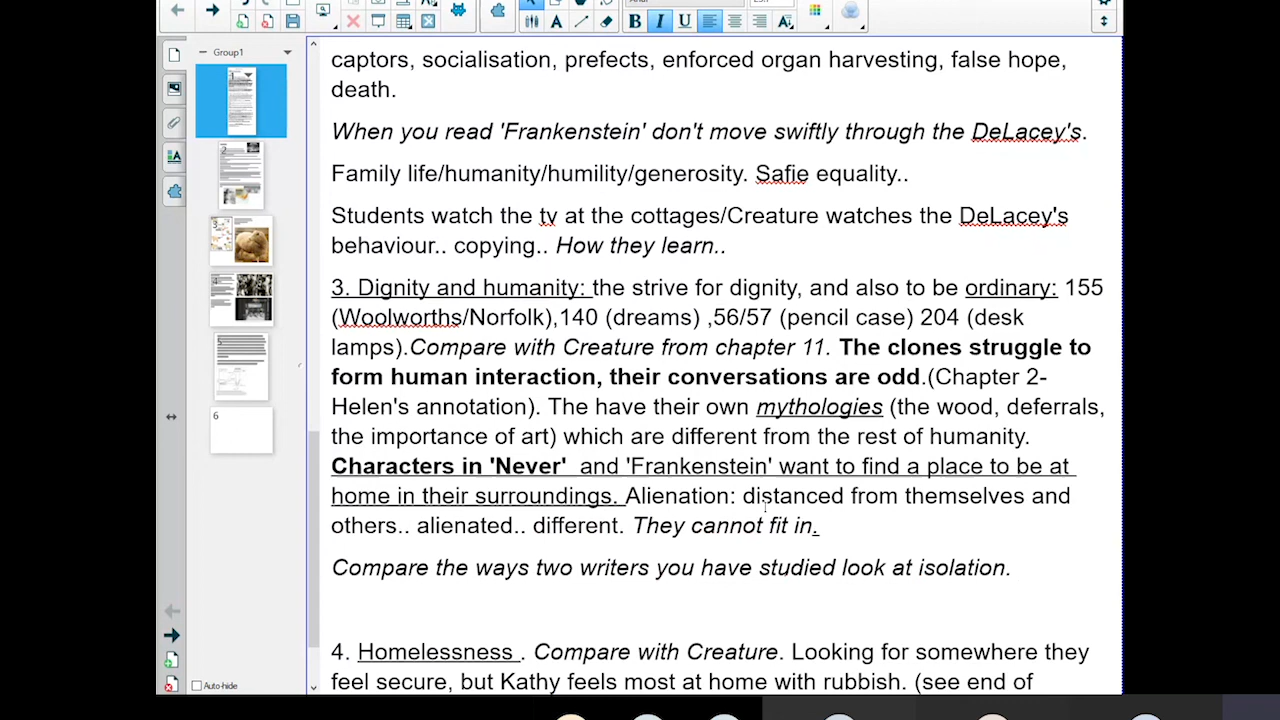 Group1
captors, socialisation, prefects, enforced organ harvesting, false hope,
death.
When you read 'Frankenstein' don't move swiftly through the DeLacey's.
Family life/humanity/humility/generosity. Safie equality..
Students watch the tv at the cottages/Creature watches the DeLacey's
behaviour.. copying.. How they learn..
3. Dignity and humanity: the strive for dignity, and also to be ordinary: 155
(Woolworths/Norfolk),140 (dreams) ,56/57 (pencil case) 204 (desk
lamps).Compare with Creature from chapter 11. The clones struggle to
form human interaction, their conversations are odd.(Chapter 2-
Helen's annotation). The have their own mythologies (the wood, deferrals,
the importance of art) which are different from the rest of humanity.
Characters in 'Never' and 'Frankenstein' want to find a place to be at
home in their surroundings. Alienation: distanced from themselves and
others.. alienated.. different. They cannot fit in.
Compare the ways two writers you have studied look at isolation.
4. Homelessness . Compare with Creature. Looking for somewhere they
feel secure, but Kathy feels most at home with rubbish. (see end of
B I U
2
3
5
6
Auto-hide